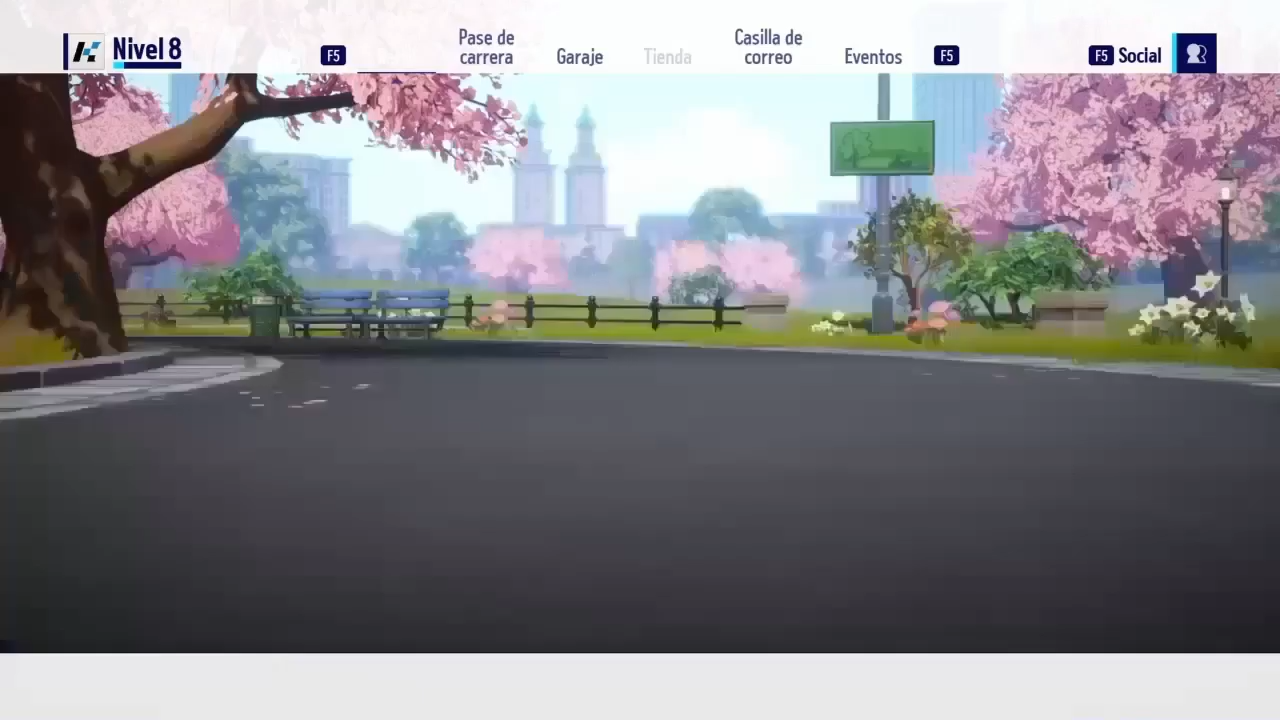 Nivel 8
F5
Pase de
carrera
Garaje
Tienda
Casilla de
correo
Eventos
F5
F5 Social